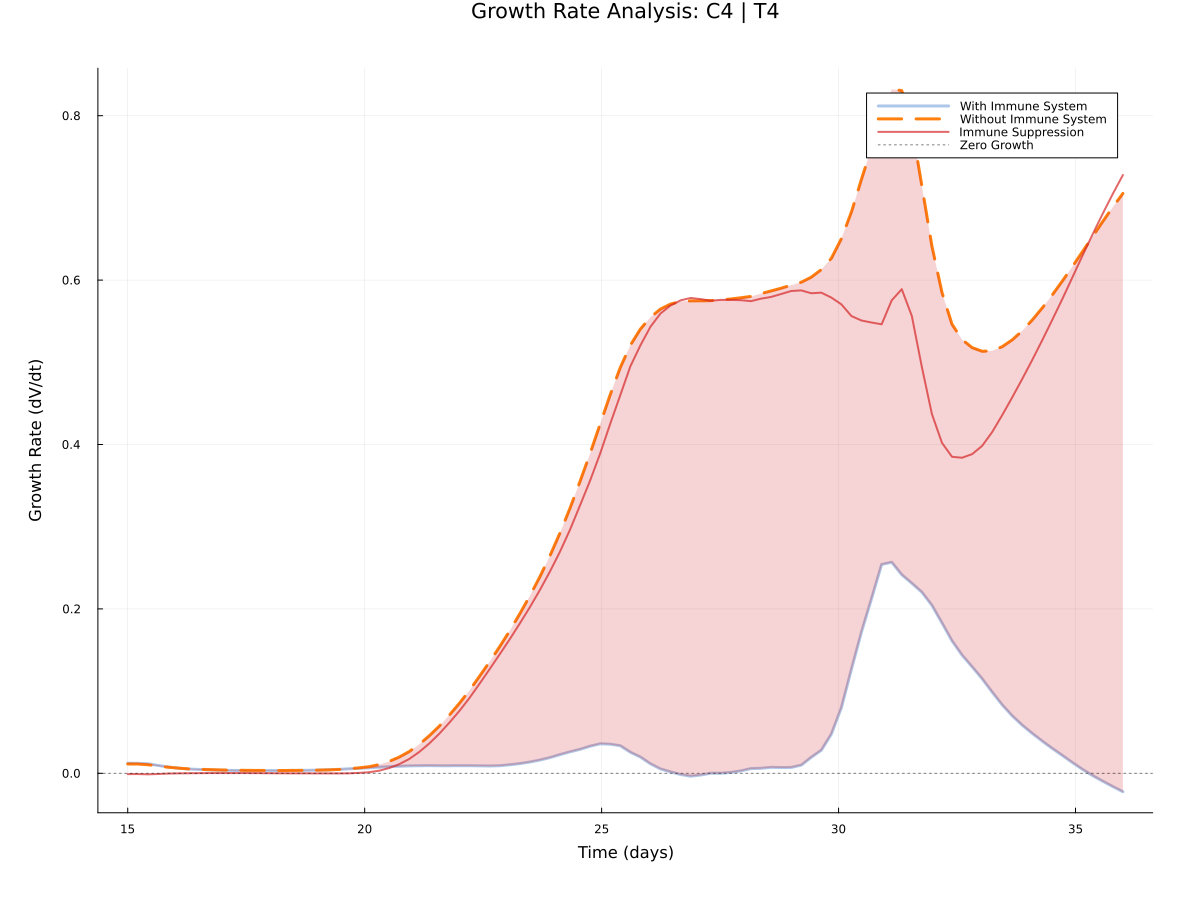 Growth Rate Analysis: C4 | T4
With Immune System
Without Immune System
Immune Suppression
Zero Growth
Growth Rate (dV/dt)
0.8
0.6
0.4
0.2
0.0
15 20 25 30 35
Time (days)